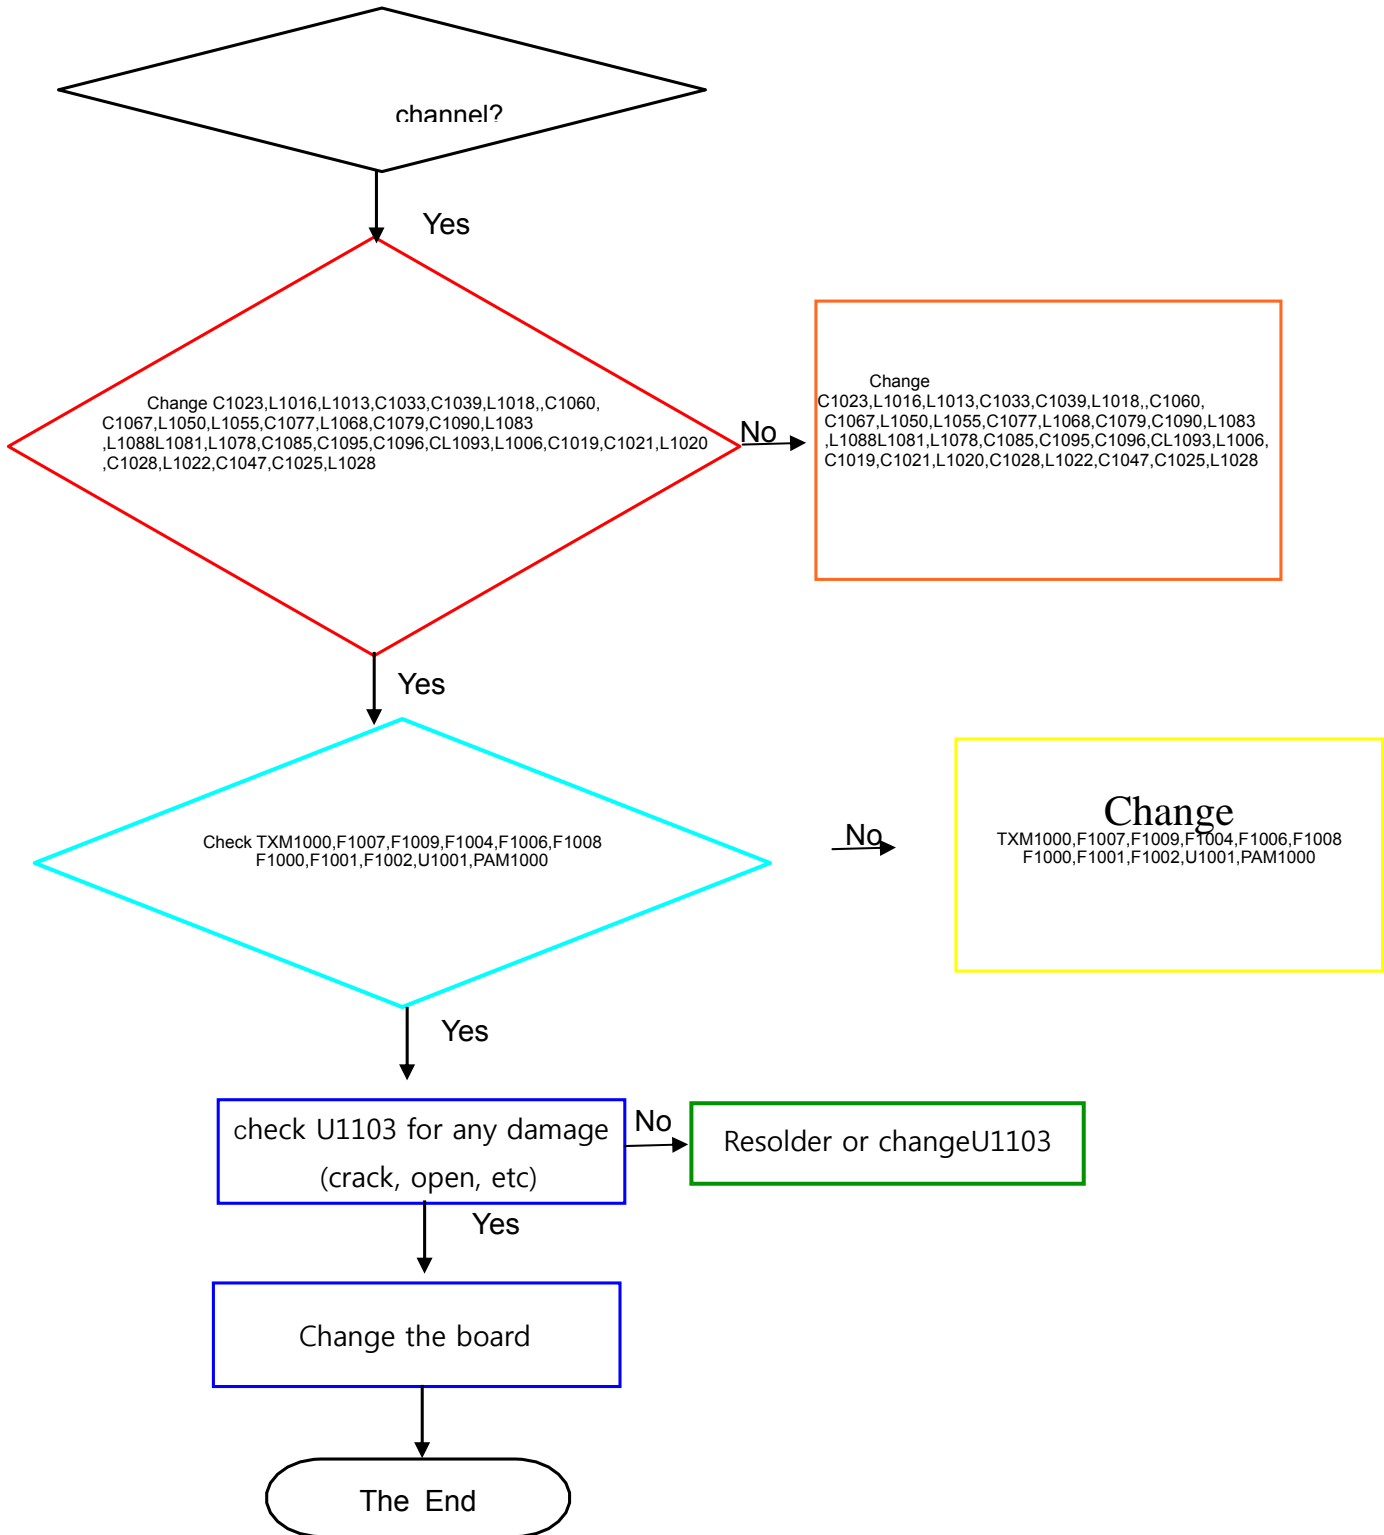 channel?
Yes
Change C1023,L1016,L1013,C1033,C1039,L1018,,C1060,
C1067,L1050,L1055,C1077,L1068,C1079,C1090,L1083
,L1088L1081,L1078,C1085,C1095,C1096,CL1093,L1006,C1019,C1021,L1020
,C1028,L1022,C1047,C1025,L1028
No
Change
C1023,L1016,L1013,C1033,C1039,L1018,,C1060,
C1067,L1050,L1055,C1077,L1068,C1079,C1090,L1083
,L1088L1081,L1078,C1085,C1095,C1096,CL1093,L1006,
C1019,C1021,L1020,C1028,L1022,C1047,C1025,L1028
Yes
Check TXM1000,F1007,F1009,F1004,F1006,F1008
F1000,F1001,F1002,U1001,PAM1000
No
Change
TXM1000,F1007,F1009,F1004,F1006,F1008
F1000,F1001,F1002,U1001,PAM1000
Yes
check U1103 for any damage
(crack, open, etc)
No
Resolder or changeU1103
Yes
Change the board
The End